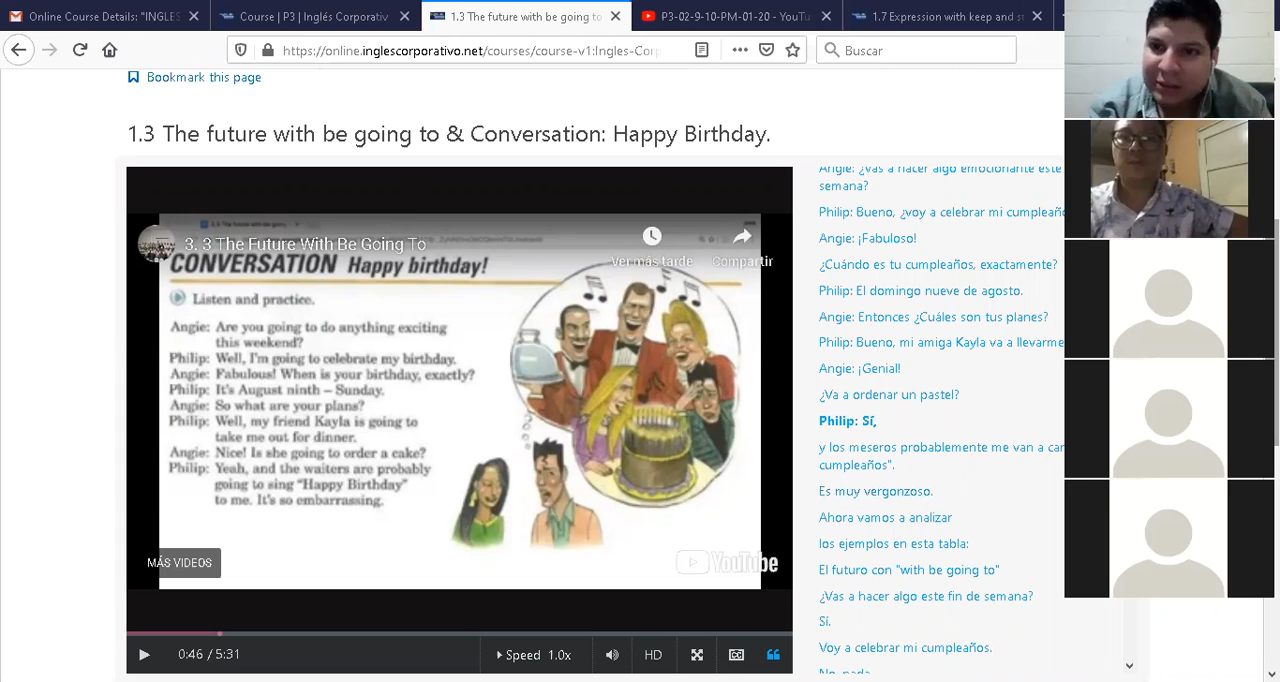 Online Course Details: "INGLES
Course | P3 | Inglés Corporativ
1.3 The future with be going to
P3-02-9-10-PM-01-20 - YouTu
1.7 Expression with keep and s
https://online.inglescorporativo.net/courses/course-v1:Ingles-Cor
Buscar
Bookmark this page
1.3 The future with be going to & Conversation: Happy Birthday.
3. 3 The Future With Be Going To
Ver más tarde
Compartir
CONVERSATION Happy birthday!
Listen and practice.
Angie: Are you going to do anything exciting
this weekend?
Philip: Well, I'm going to celebrate my birthday.
Angie: Fabulous! When is your birthday, exactly?
Philip: It's August ninth – Sunday.
Angie: So what are your plans?
Philip: Well, my friend Kayla is going to
take me out for dinner.
Angie: Nice! Is she going to order a cake?
Philip: Yeah, and the waiters are probably
going to sing "Happy Birthday"
to me. It's so embarrassing.
MÁS VIDEOS
YouTube
0:46 / 5:31
Speed 1.0x
HD
Angie: ¿Vas a hacer algo emocionante este
semana?
Philip: Bueno, ¿voy a celebrar mi cumpleaño
Angie: ¡Fabuloso!
¿Cuándo es tu cumpleaños, exactamente?
Philip: El domingo nueve de agosto.
Angie: Entonces ¿Cuáles son tus planes?
Philip: Bueno, mi amiga Kayla va a llevarme
Angie: ¡Genial!
¿Va a ordenar un pastel?
Philip: Sí,
y los meseros probablemente me van a can
cumpleaños".
Es muy vergonzoso.
Ahora vamos a analizar
los ejemplos en esta tabla:
El futuro con "with be going to"
¿Vas a hacer algo este fin de semana?
Sí.
Voy a celebrar mi cumpleaños.
No, nada